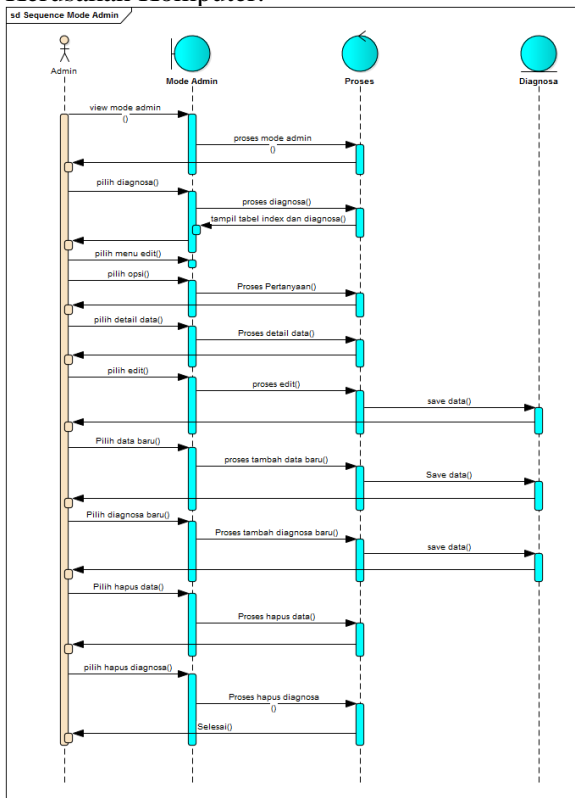 Kerusakan Komputer.
sd Sequence Mode Admin
Admin
Mode Admin
Proses
Diagnosa
view mode admin
()
proses mode admin
()
pilih diagnosa()
proses diagnosa()
tampil tabel index dan diagnosa()
pilih menu edit()
pilih opsi()
Proses Pertanyaan()
pilih detail data()
Proses detail data()
pilih edit()
proses edit()
save data()
Pilih data baru()
proses tambah data baru()
Save data()
Pilih diagnosa baru()
Proses tambah diagnosa baru()
save data()
Pilih hapus data()
Proses hapus data()
pilih hapus diagnosa()
Proses hapus diagnosa
()
Selesai()